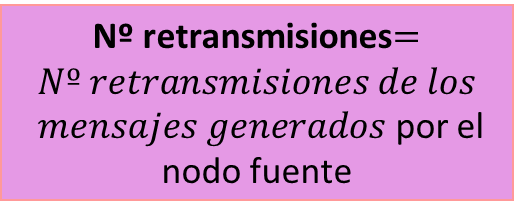 Nº retransmisiones=
Nº retransmisiones de los
mensajes generados por el
nodo fuente